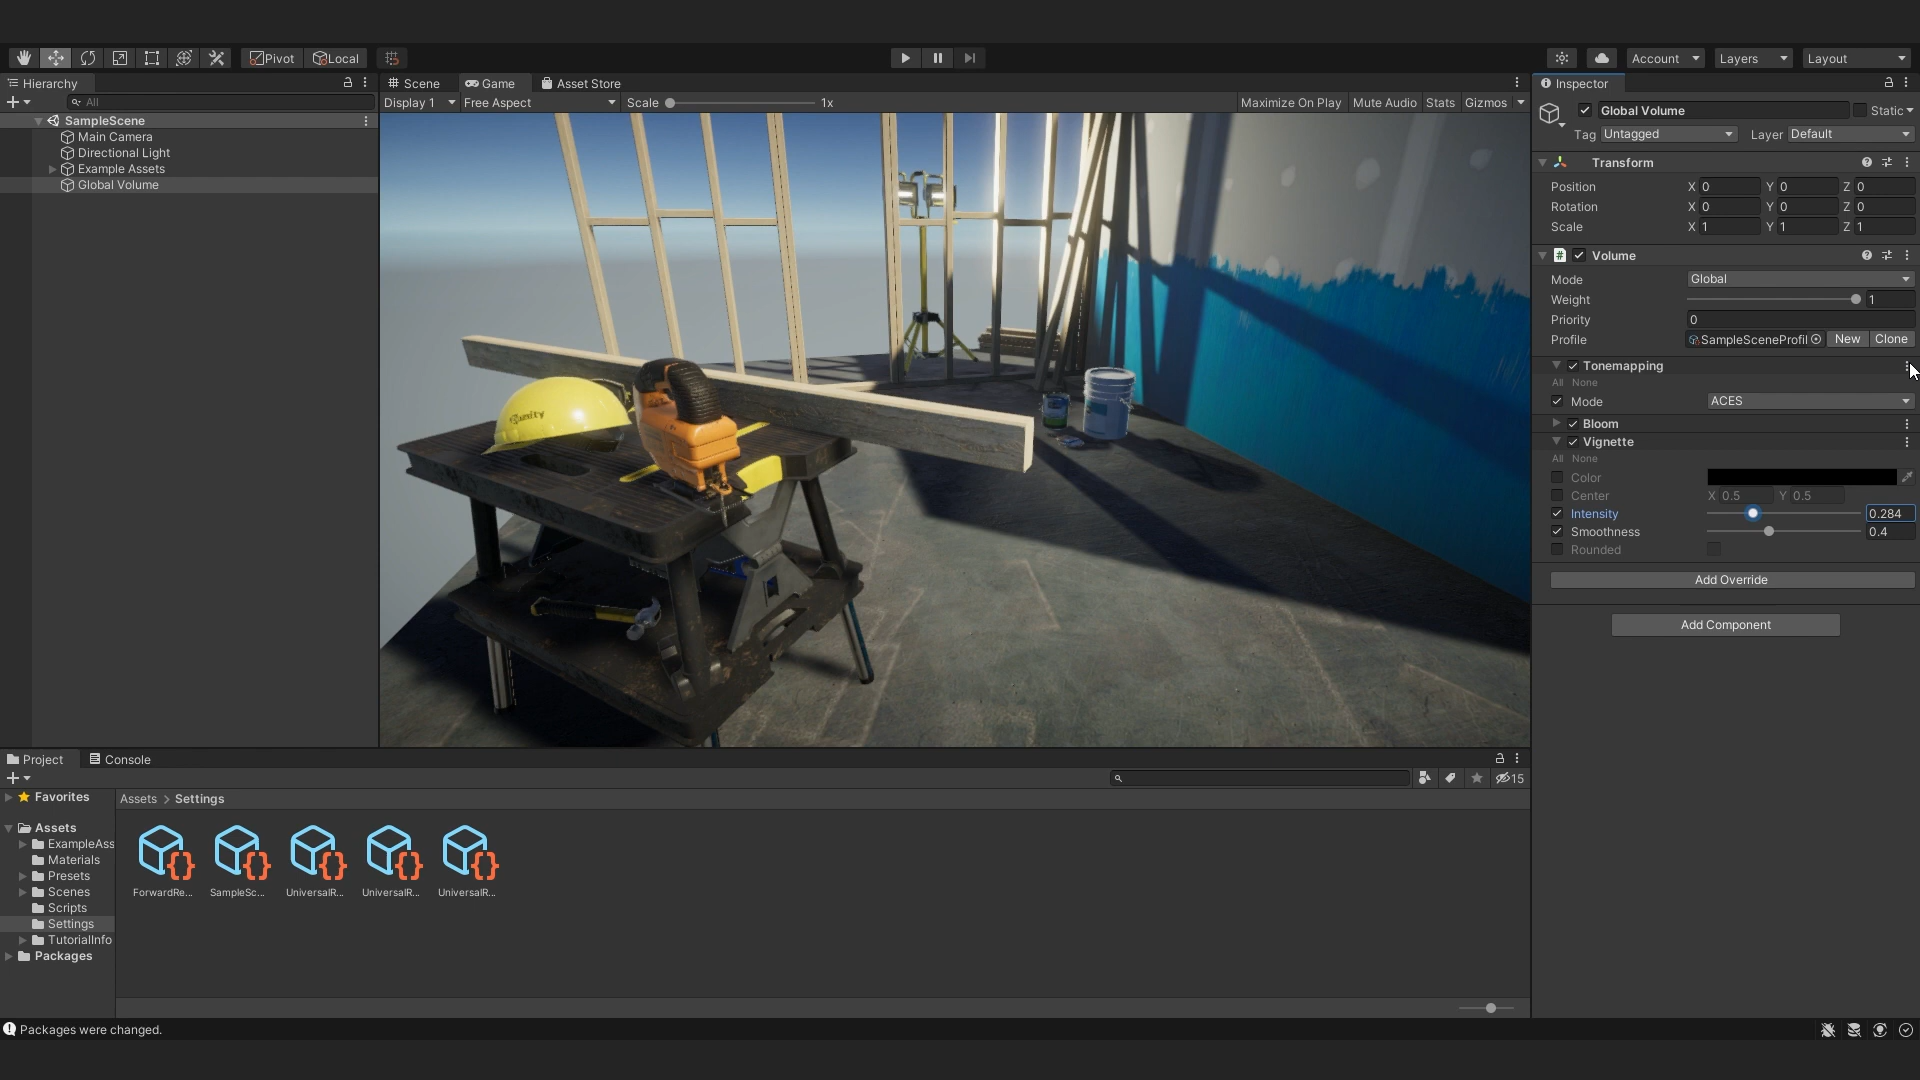 Pivot
Local
Account
Layers
Layout
Hierarchy
All
SampleScene
Main Camera
Directional Light
Example Assets
Global Volume
Scene
Game
Asset Store
Display 1
Free Aspect
Scale
1x
Maximize On Play
Mute Audio
Stats
Gizmos
Inspector
Global Volume
Static
Tag Untagged
Layer Default
Transform
Position X 0 Y 0 Z 0
Rotation X 0 Y 0 Z 0
Scale X 1 Y 1 Z 1
Volume
Mode Global
Weight 1
Priority 0
Profile SampleSceneProfil New Clone
Tonemapping
All None
Mode ACES
Bloom
Vignette
All None
Color
Center X 0.5 Y 0.5
Intensity 0.284
Smoothness 0.4
Rounded
Add Override
Add Component
Project
Console
15
Favorites
Assets
ExampleAss
Materials
Presets
Scenes
Scripts
Settings
TutorialInfo
Packages
Assets > Settings
ForwardRe...
SampleSc...
UniversalR...
UniversalR...
UniversalR...
Packages were changed.